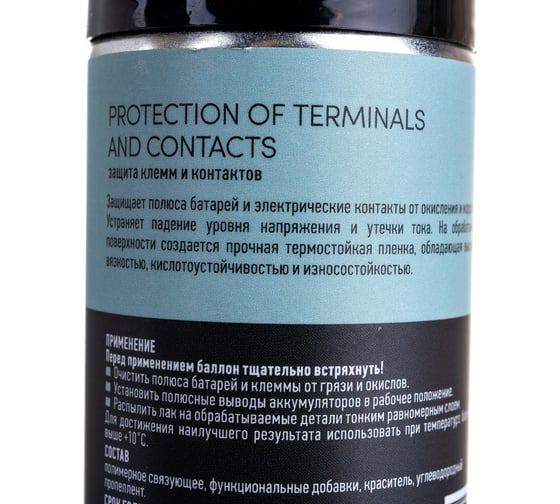 PROTECTION OF TERMINALS
AND CONTACTS
защита клемм и контактов
Защищает полюса батарей и электрические контакты от окисления и
Устраняет падение уровня напряжения и утечки тока. На
поверхности создается прочная термостойкая пленка, обладающая
вязкостью, кислотоустойчивостью и износостойкостью.
ПРИМЕНЕНИЕ
Перед применением баллон тщательно встряхнуть!
Очистить полюса батарей и клеммы от грязи и окислов.
Установить полюсные выводы аккумуляторов в рабочее положение.
Распылить лак на обрабатываемые детали тонким равномерным слоем.
Для достижения наилучшего результата использовать при температуре
выше +10°C.
СОСТАВ
полимерное связующее, функциональные добавки, краситель, углеводородный
пропеллент.